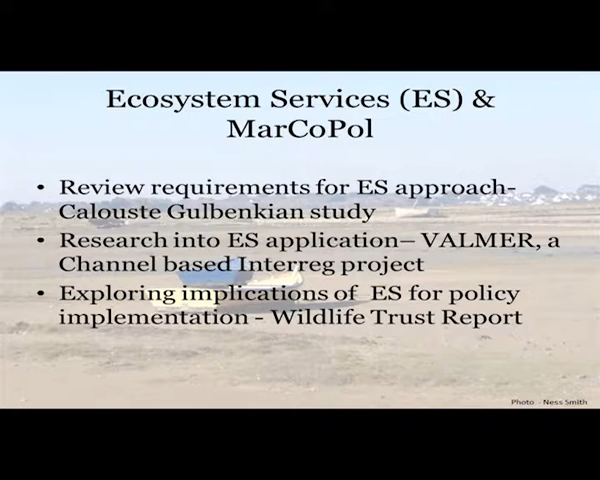 Ecosystem Services (ES) &
MarCoPol
• Review requirements for ES approach-
Calouste Gulbenkian study
• Research into ES application– VALMER, a
Channel based Interreg project
• Exploring implications of  ES for policy
implementation - Wildlife Trust Report
Photo  - Ness Smith